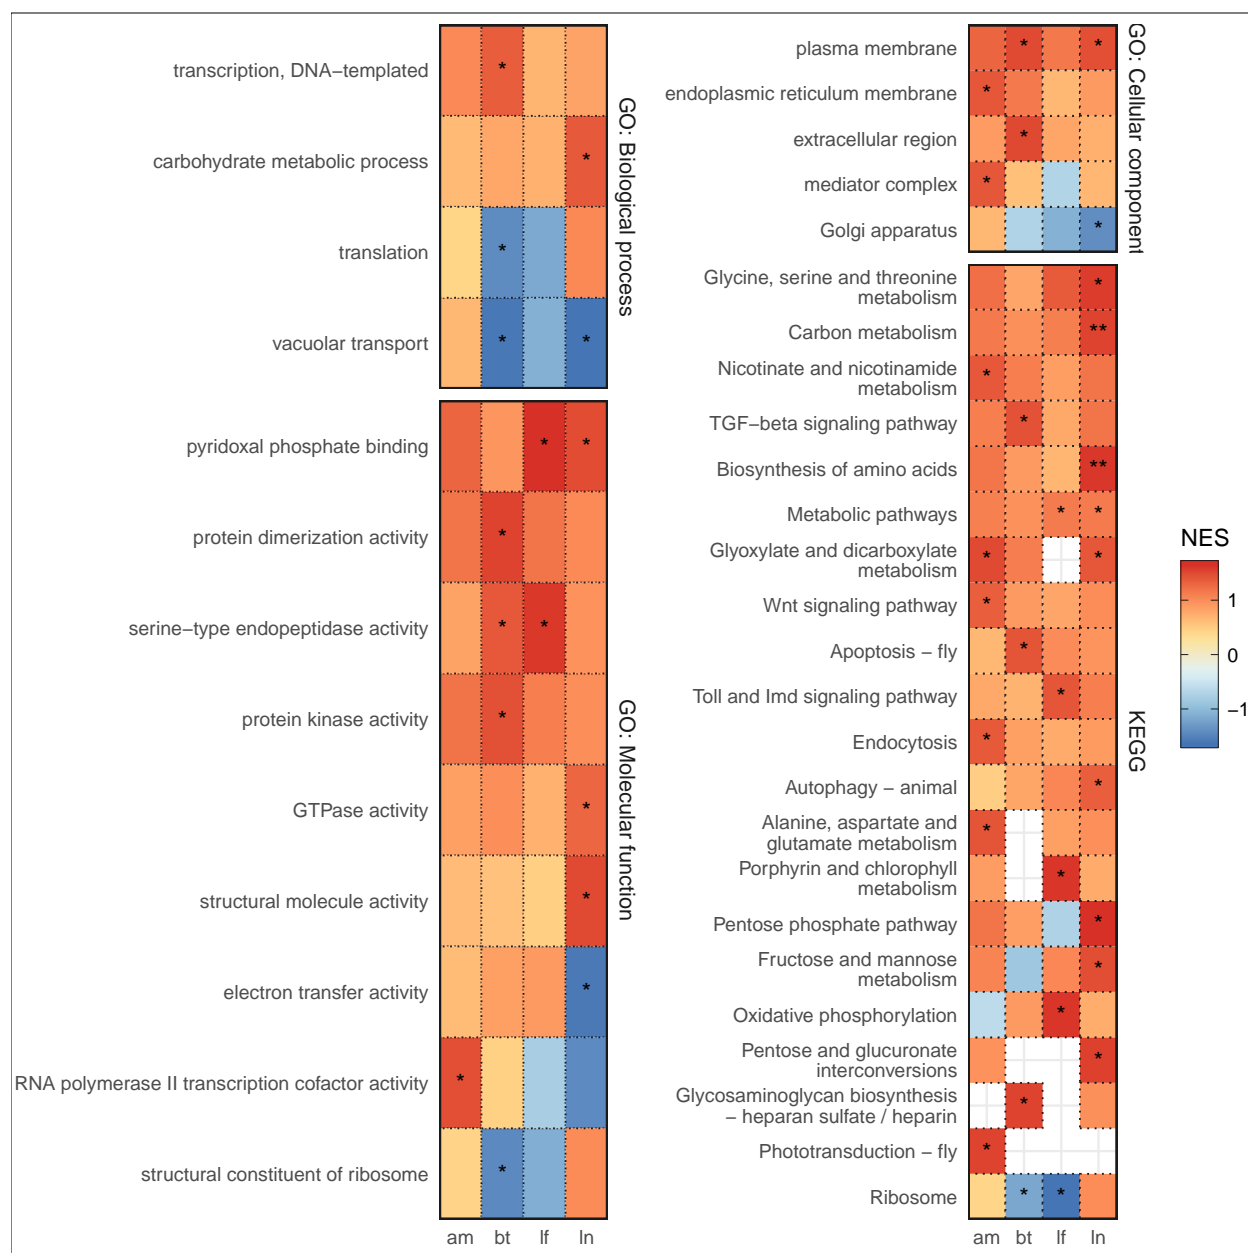 transcription, DNA−templated
carbohydrate metabolic process
translation
vacuolar transport
*
*
*
*
*
GO: Biological process
pyridoxal phosphate binding
protein dimerization activity
serine−type endopeptidase activity
protein kinase activity
GTPase activity
structural molecule activity
electron transfer activity
RNA polymerase II transcription cofactor activity
structural constituent of ribosome
* *
*
* *
*
*
*
*
*
*
GO: Molecular function
am bt lf ln
plasma membrane
endoplasmic reticulum membrane
extracellular region
mediator complex
Golgi apparatus
* *
*
*
*
*
GO: Cellular component
Glycine, serine and threonine
metabolism
Carbon metabolism
Nicotinate and nicotinamide
metabolism
TGF−beta signaling pathway
Biosynthesis of amino acids
Metabolic pathways
Glyoxylate and dicarboxylate
metabolism
Wnt signaling pathway
Apoptosis − fly
Toll and Imd signaling pathway
Endocytosis
Autophagy − animal
Alanine, aspartate and
glutamate metabolism
Porphyrin and chlorophyll
metabolism
Pentose phosphate pathway
Fructose and mannose
metabolism
Oxidative phosphorylation
Pentose and glucuronate
interconversions
Glycosaminoglycan biosynthesis
− heparan sulfate / heparin
Phototransduction − fly
Ribosome
*
**
*
*
**
* *
* *
*
*
*
*
*
*
*
*
*
*
*
*
*
* *
KEGG
am bt lf ln
NES
1
0
−1